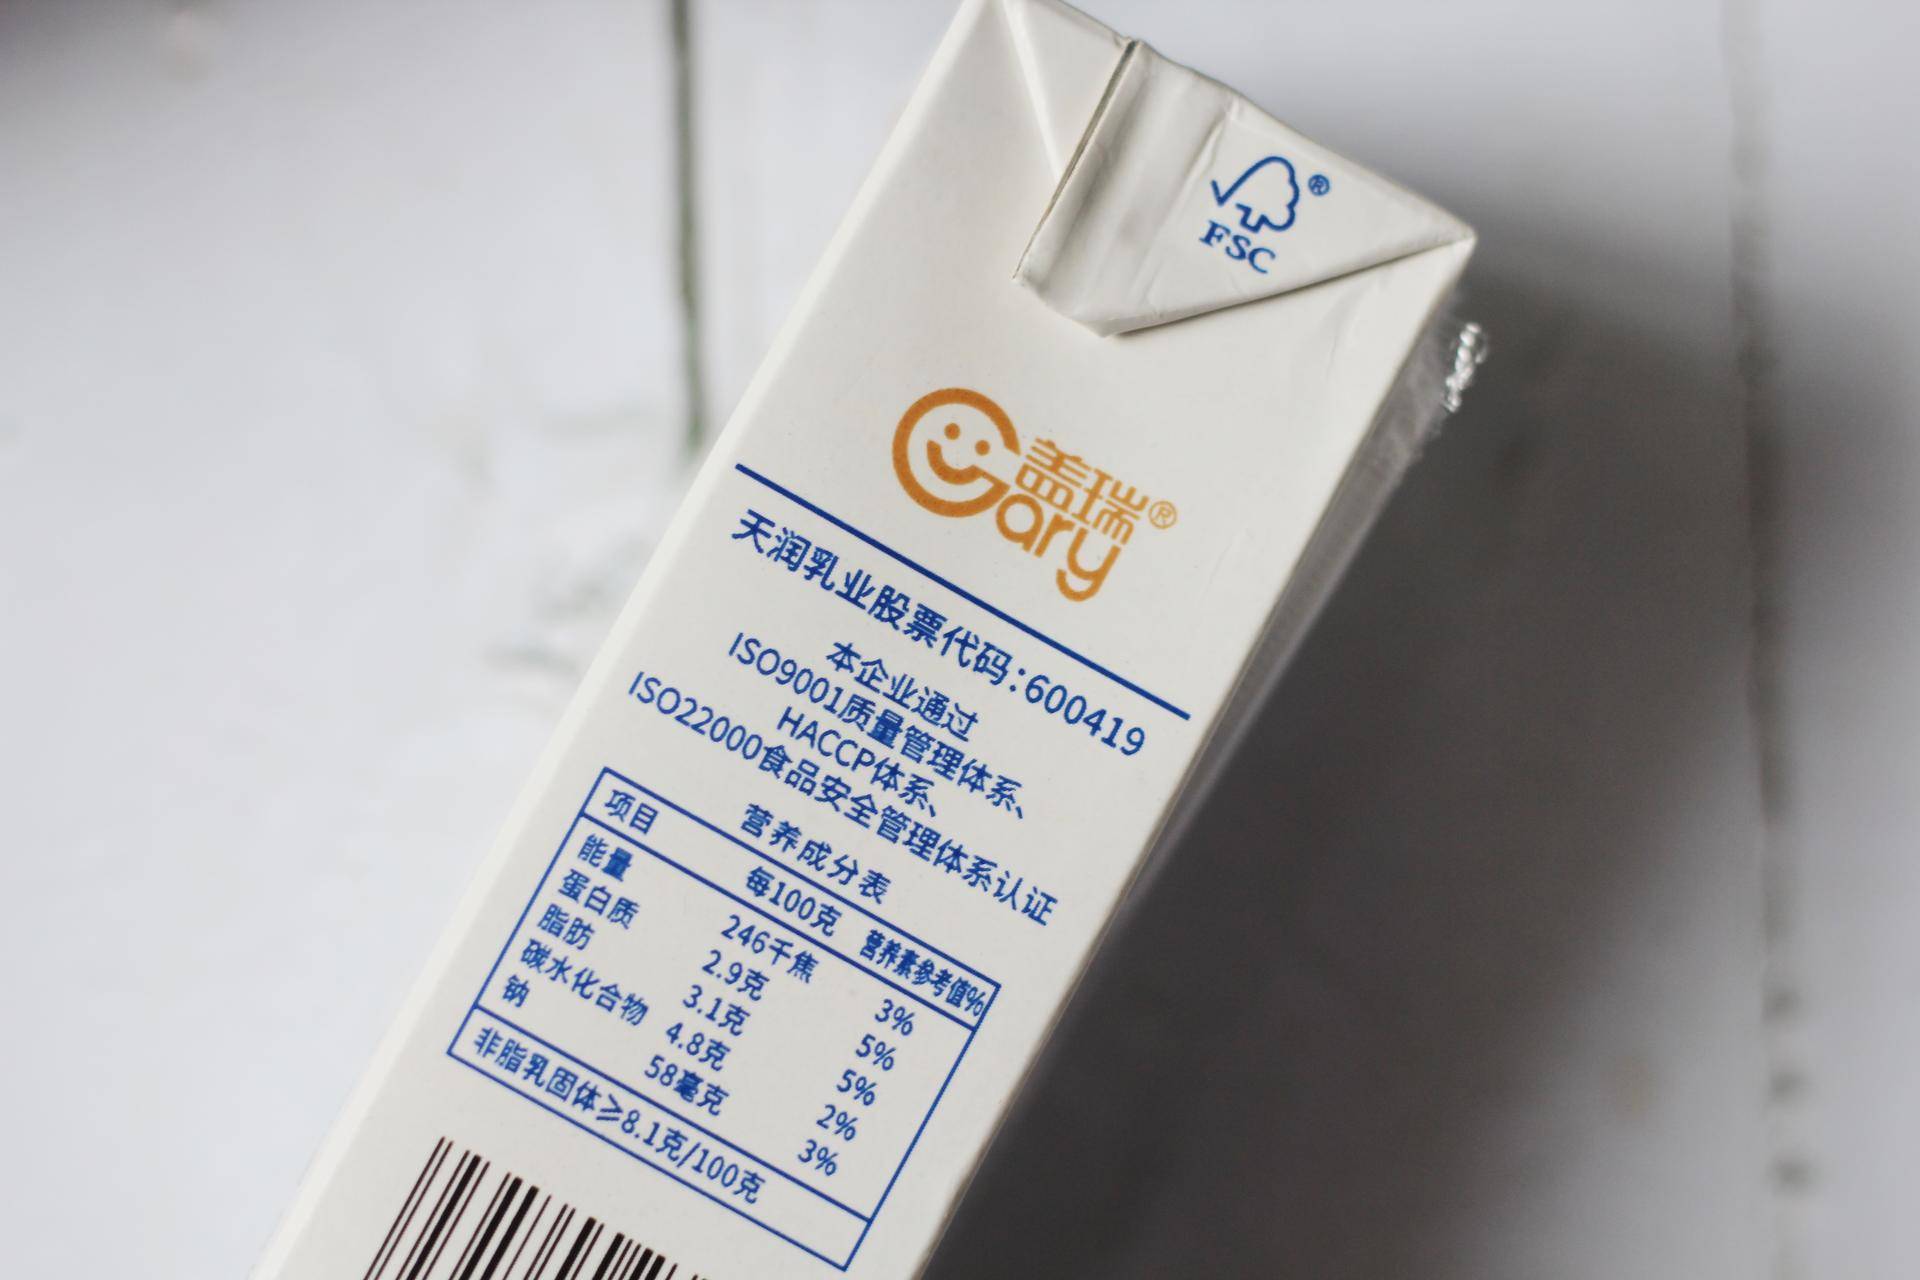 FSC®
盖瑞®
Gary
天润乳业股票代码:600419
本企业通过
ISO9001质量管理体系、
HACCP体系、
ISO22000食品安全管理体系认证
营养成分表
项目 每100克 营养素参考值%
能量 246千焦 3%
蛋白质 2.9克 5%
脂肪 3.1克 5%
碳水化合物 4.8克 2%
钠 58毫克 3%
非脂乳固体≥8.1克/100克